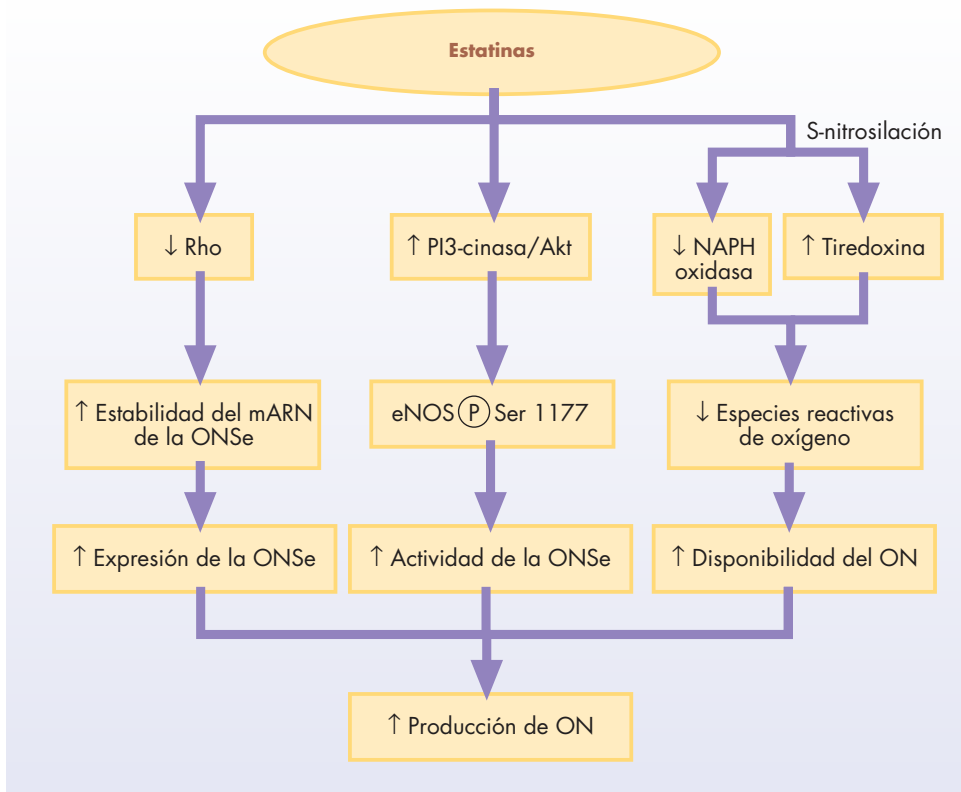 Estatinas
S-nitrosilación
↓ Rho
↑ PI3-cinasa/Akt
↓ NAPH
oxidasa
↑ Tiredoxina
↑ Estabilidad del mARN
de la ONSe
eNOS Ⓟ Ser 1177
↓ Especies reactivas
de oxígeno
↑ Expresión de la ONSe
↑ Actividad de la ONSe
↑ Disponibilidad del ON
↑ Producción de ON